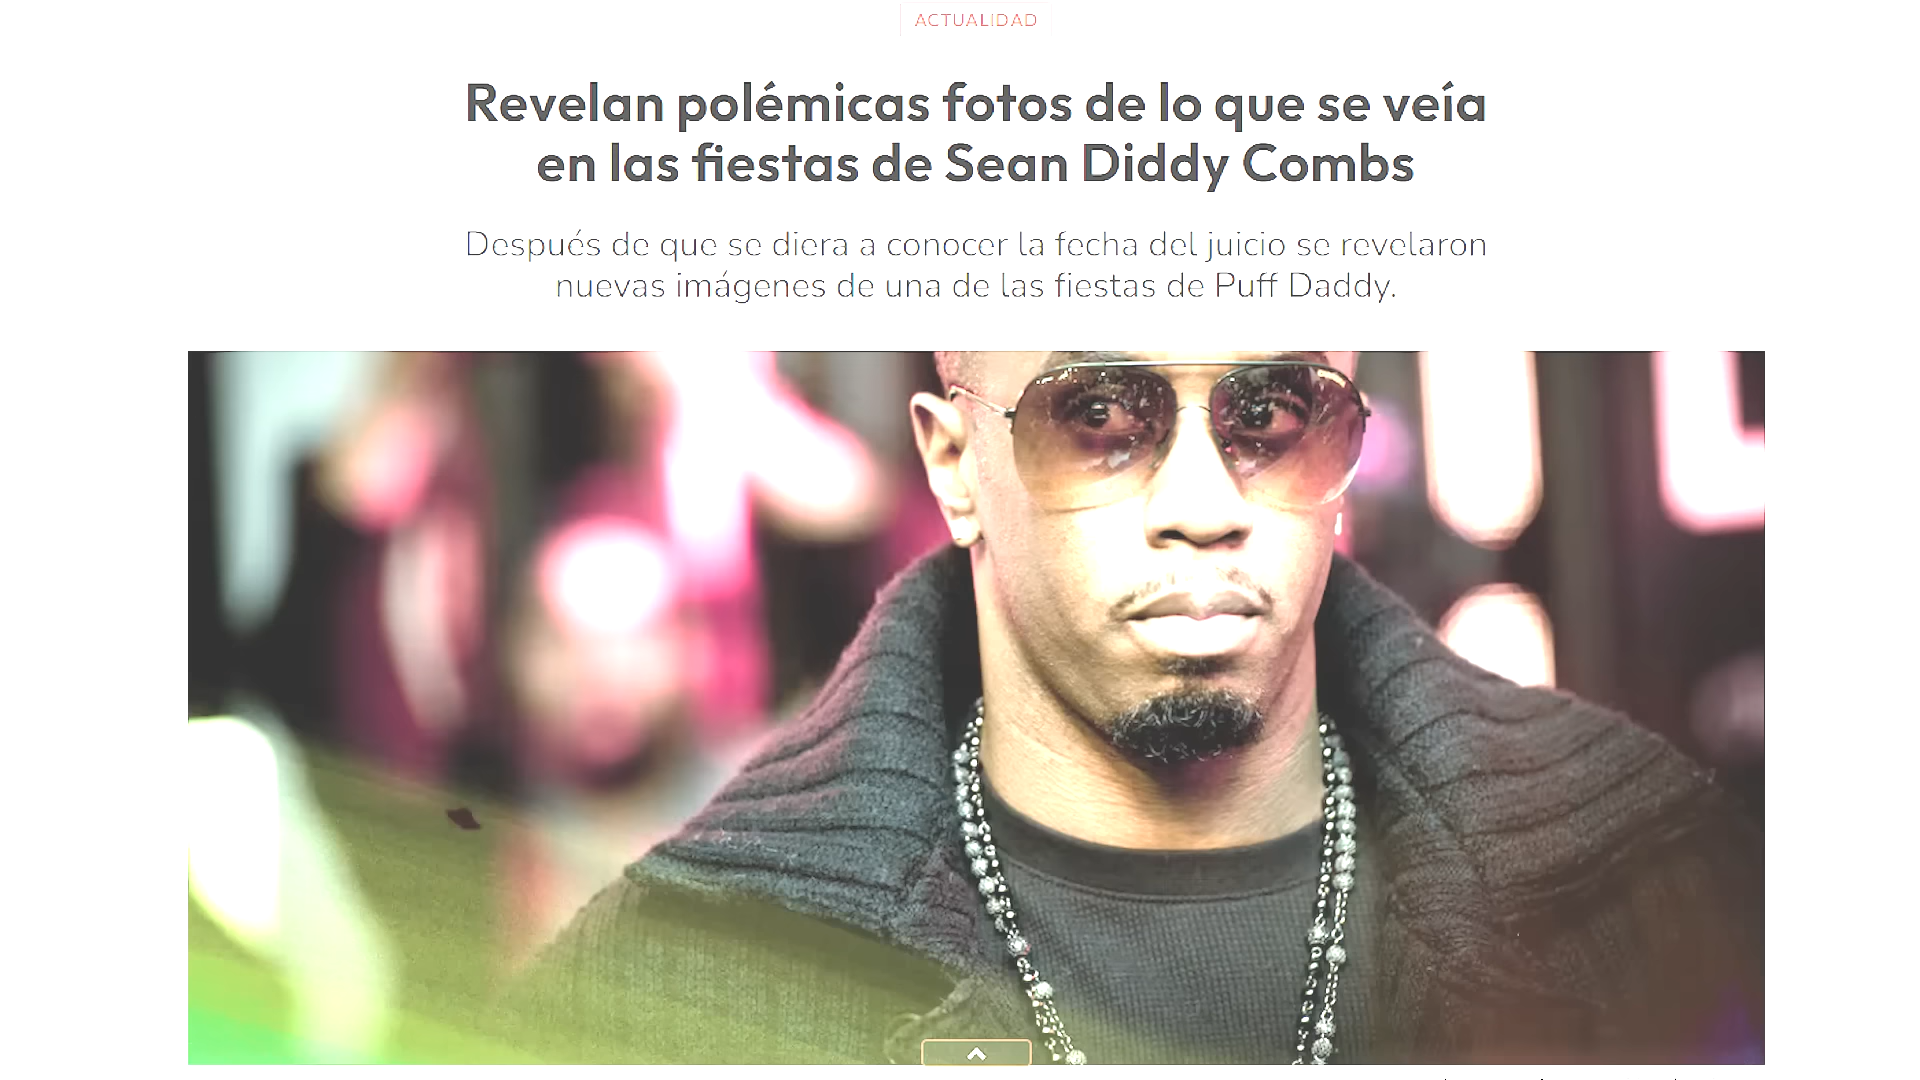 ACTUALIDAD
Revelan polémicas fotos de lo que se veía
en las fiestas de Sean Diddy Combs
Después de que se diera a conocer la fecha del juicio se revelaron
nuevas imágenes de una de las fiestas de Puff Daddy.